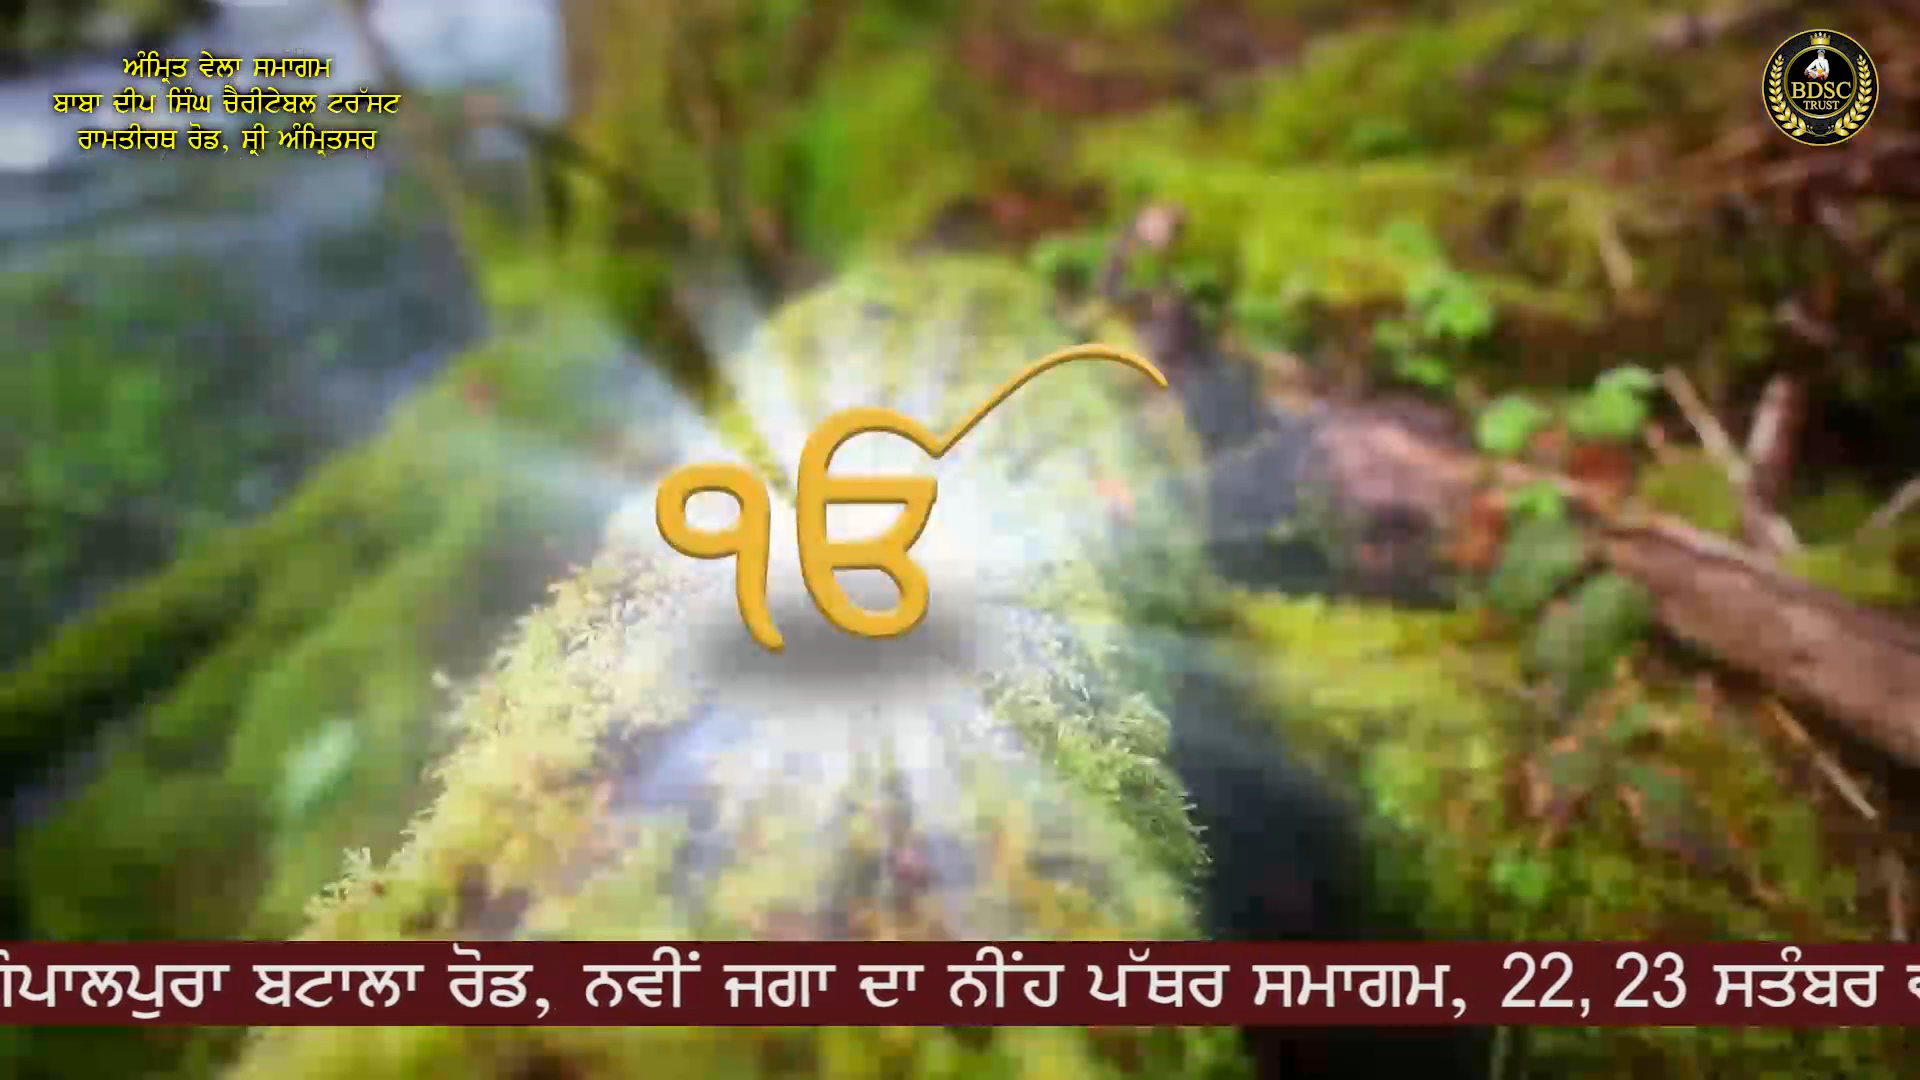 ਅੰਮ੍ਰਿਤ ਵੇਲਾ ਸਮਾਗਮ
ਬਾਬਾ ਦੀਪ ਸਿੰਘ ਚੈਰੀਟੇਬਲ ਟਰੱਸਟ
ਰਾਮਤੀਰਥ ਰੋਡ, ਸ੍ਰੀ ਅੰਮ੍ਰਿਤਸਰ
BDSC
TRUST
ੴ
ਬਟਾਲਾ ਰੋਡ, ਨਵੀਂ ਜਗਾ ਦਾ ਨੀਂਹ ਪੱਥਰ ਸਮਾਗਮ, 22, 23 ਸਤੰਬਰ